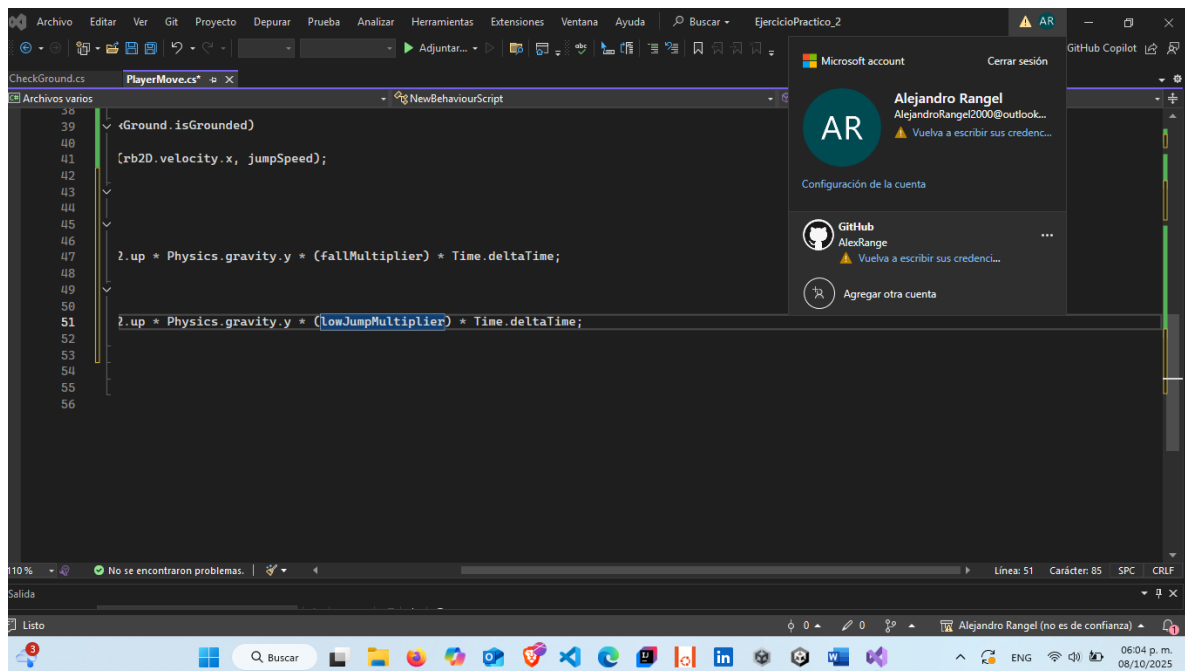 Archivo Editar Ver Git Proyecto Depurar Prueba Analizar Herramientas Extensiones Ventana Ayuda Buscar EjercicioPractico_2 AR
Adjuntar... GitHub Copilot
CheckGround.cs PlayerMove.cs*
Archivos varios NewBehaviourScript
Microsoft account Cerrar sesión
AR
Alejandro Rangel
AlejandroRangel2000@outlook...
Vuelva a escribir sus credenc...
Configuración de la cuenta
GitHub
AlexRange
Vuelva a escribir sus credenci...
Agregar otra cuenta
38
39 Ground.isGrounded)
40
41 (rb2D.velocity.x, jumpSpeed);
42
43
44
45
46
47 2.up * Physics.gravity.y * (fallMultiplier) * Time.deltaTime;
48
49
50
51 2.up * Physics.gravity.y * (lowJumpMultiplier) * Time.deltaTime;
52
53
54
55
56
110 % No se encontraron problemas. Línea: 51 Carácter: 85 SPC CRLF
Salida
Listo 0 0 Alejandro Rangel (no es de confianza) 1
3 Buscar in ENG 06:04 p. m.
08/10/2025